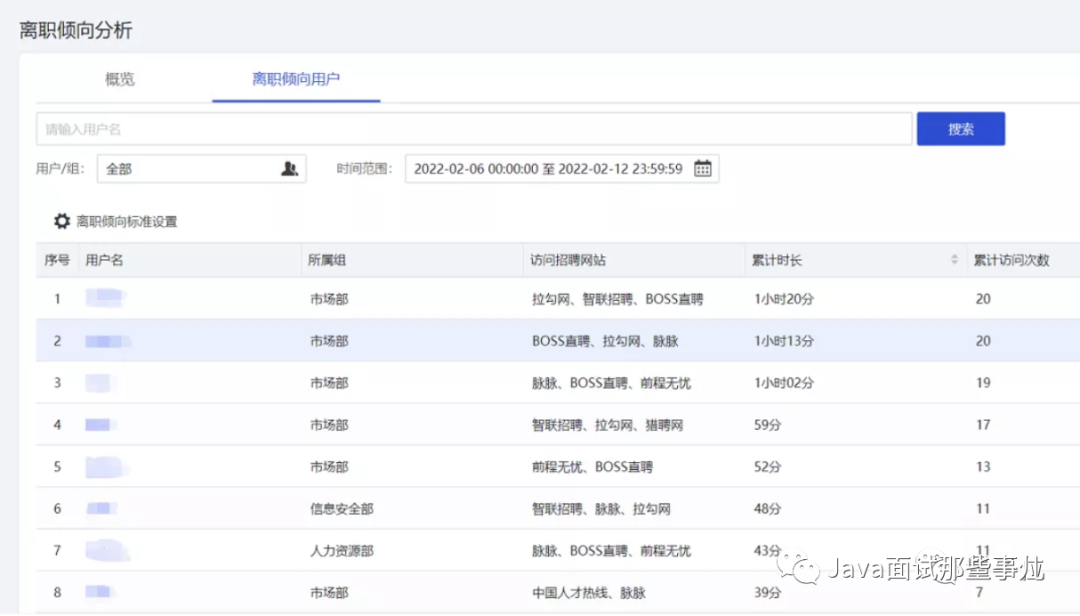 离职倾向分析
概览 离职倾向用户
请输入用户名 搜索
用户/组: 全部 时间范围: 2022-02-06 00:00:00 至 2022-02-12 23:59:59
离职倾向标准设置
序号 用户名 所属组 访问招聘网站 累计时长 累计访问次数
1 市场部 拉勾网、智联招聘、BOSS直聘 1小时20分 20
2 市场部 BOSS直聘、拉勾网、脉脉 1小时13分 20
3 市场部 脉脉、BOSS直聘、前程无忧 1小时02分 19
4 市场部 智联招聘、拉勾网、猎聘网 59分 17
5 市场部 前程无忧、BOSS直聘 52分 13
6 信息安全部 智联招聘、脉脉、拉勾网 48分 11
7 人力资源部 脉脉、BOSS直聘、前程无忧 43分 11
8 市场部 中国人才热线、脉脉 39分 7
Java面试那些事儿